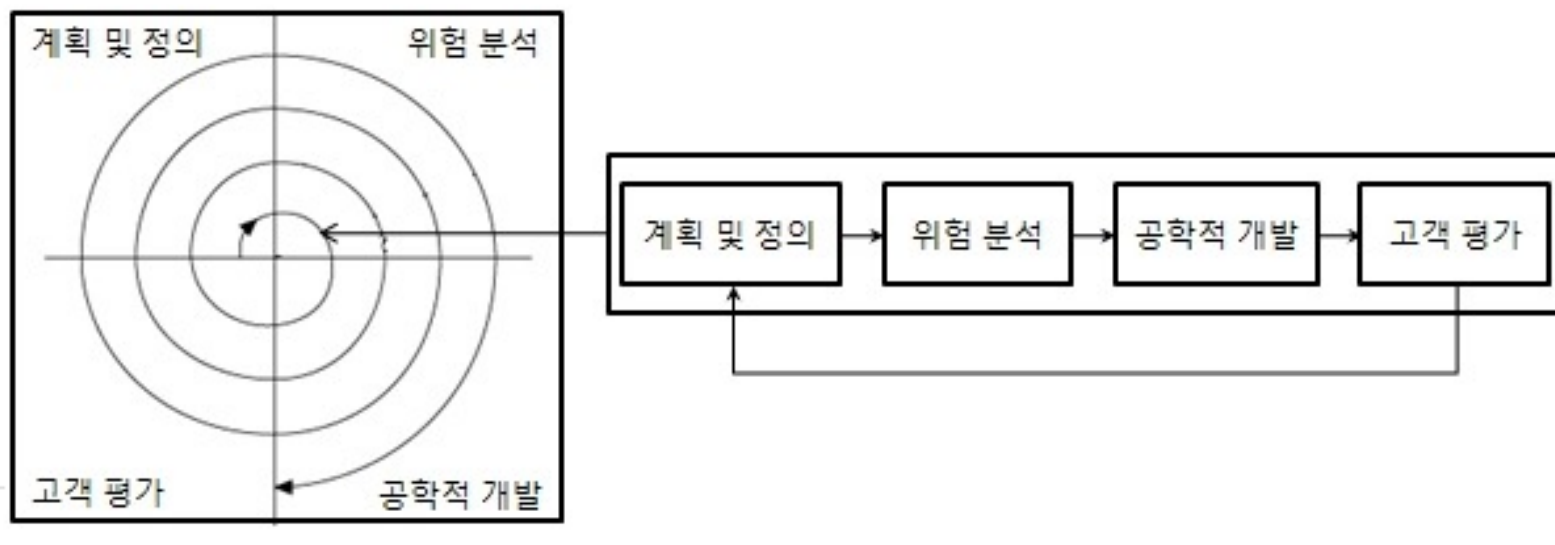 계획 및 정의
위험 분석
고객 평가
공학적 개발
계획 및 정의
위험 분석
공학적 개발
고객 평가